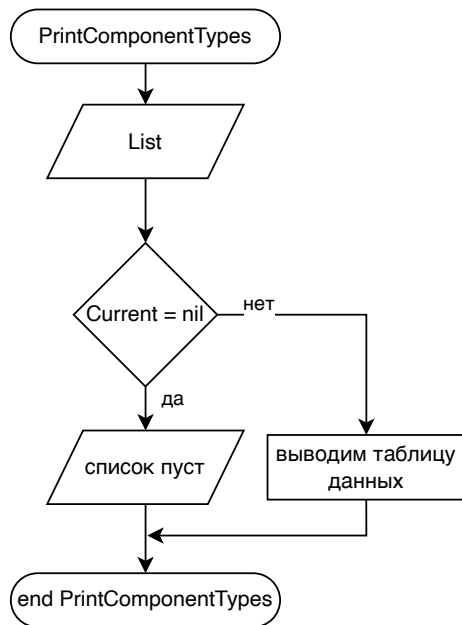 PrintComponentTypes
List
Current = nil
нет
да
список пуст
выводим таблицу
данных
end PrintComponentTypes